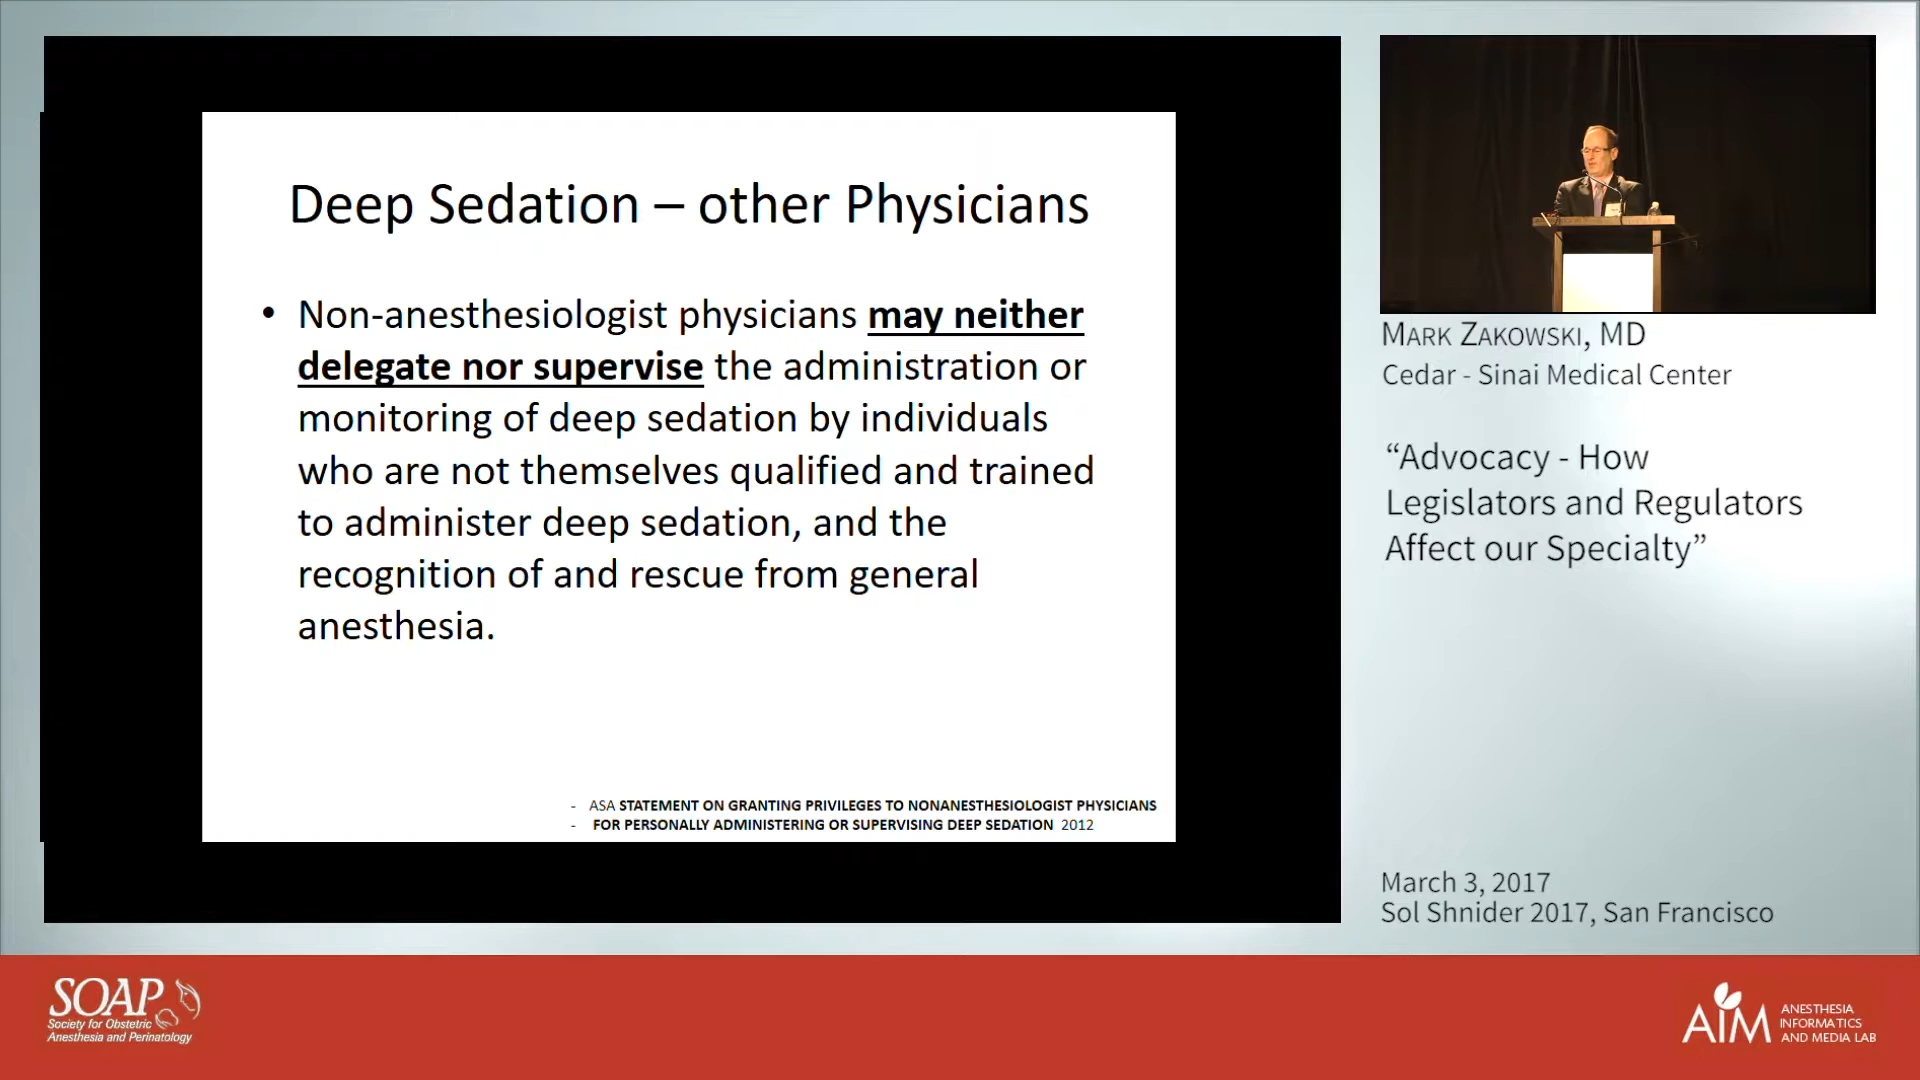 Deep Sedation – other Physicians
• Non-anesthesiologist physicians may neither
delegate nor supervise the administration or
monitoring of deep sedation by individuals
who are not themselves qualified and trained
to administer deep sedation, and the
recognition of and rescue from general
anesthesia.
- ASA STATEMENT ON GRANTING PRIVILEGES TO NONANESTHESIOLOGIST PHYSICIANS
- FOR PERSONALLY ADMINISTERING OR SUPERVISING DEEP SEDATION 2012
MARK ZAKOWSKI, MD
Cedar - Sinai Medical Center
“Advocacy - How
Legislators and Regulators
Affect our Specialty”
March 3, 2017
Sol Shnider 2017, San Francisco
SOAP
Society for Obstetric
Anesthesia and Perinatology
AIM
ANESTHESIA
INFORMATICS
AND MEDIA LAB